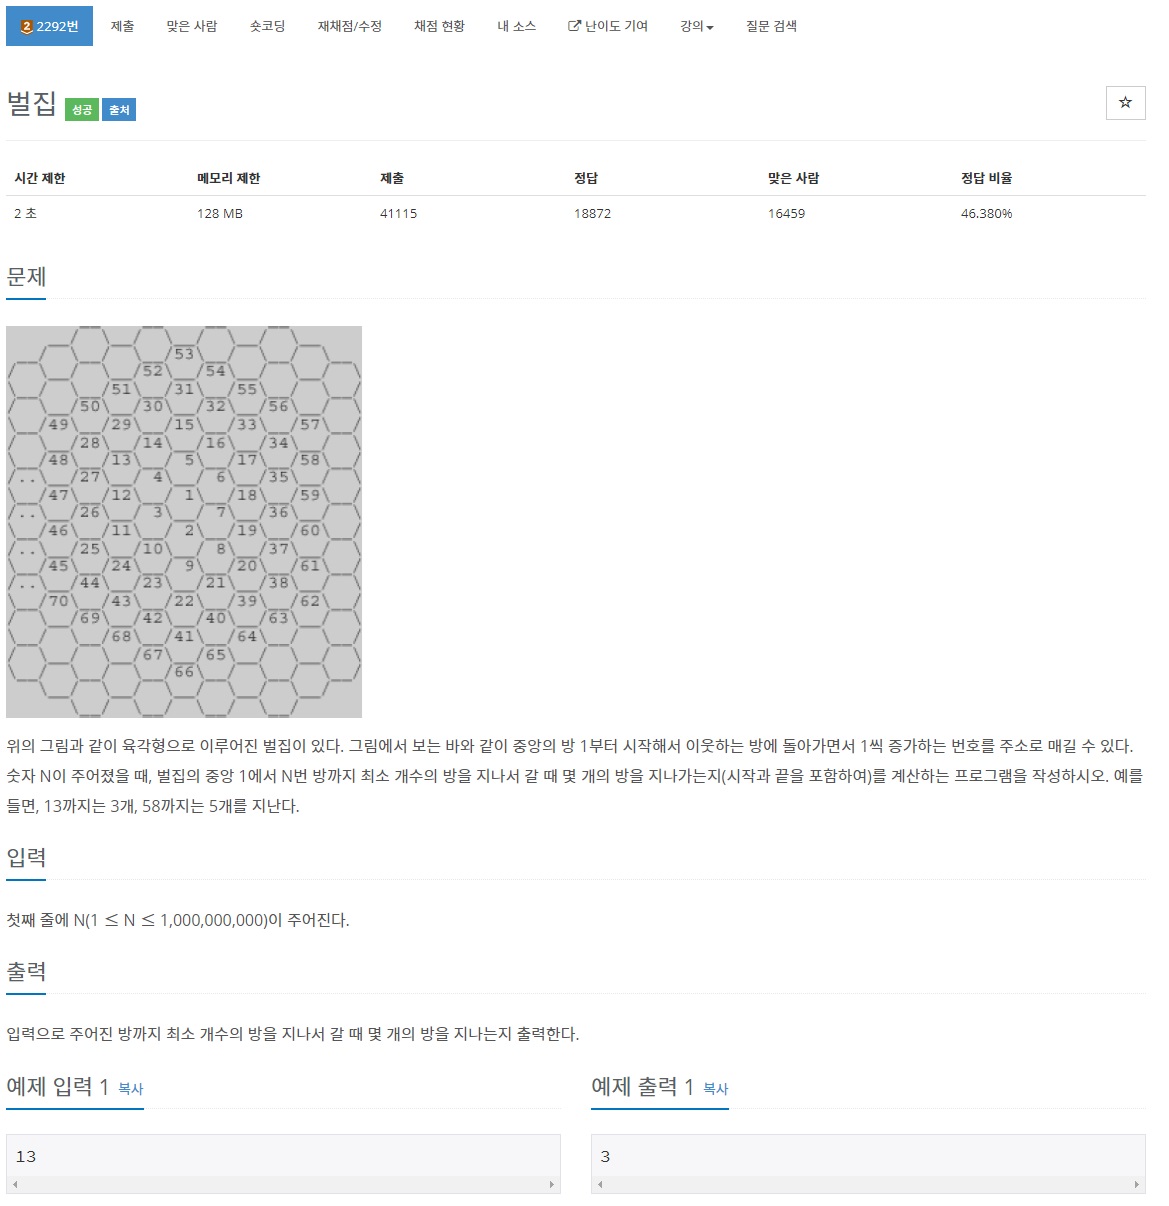 2 2292번 제출 맞은 사람 숏코딩 재채점/수정 채점 현황 내 소스 난이도 기여 강의 질문 검색
벌집 성공 출처
시간 제한 메모리 제한 제출 정답 맞은 사람 정답 비율
2 초 128 MB 41115 18872 16459 46.380%
문제
53
52 54
51 31 55
50 30 32 56
49 29 15 33 57
28 14 16 34
48 13 5 17 58
.. 27 4 6 35
47 12 1 18 59
.. 26 3 7 36
46 11 2 19 60
.. 25 10 8 37
45 24 9 20 61
.. 44 23 21 38
70 43 22 39 62
69 42 40 63
68 41 64
67 65
66
위의 그림과 같이 육각형으로 이루어진 벌집이 있다. 그림에서 보는 바와 같이 중앙의 방 1부터 시작해서 이웃하는 방에 돌아가면서 1씩 증가하는 번호를 주소로 매길 수 있다.
숫자 N이 주어졌을 때, 벌집의 중앙 1에서 N번 방까지 최소 개수의 방을 지나서 갈 때 몇 개의 방을 지나가는지(시작과 끝을 포함하여)를 계산하는 프로그램을 작성하시오. 예를
들면, 13까지는 3개, 58까지는 5개를 지난다.
입력
첫째 줄에 N(1 ≤ N ≤ 1,000,000,000)이 주어진다.
출력
입력으로 주어진 방까지 최소 개수의 방을 지나서 갈 때 몇 개의 방을 지나는지 출력한다.
예제 입력 1 복사 예제 출력 1 복사
13 3